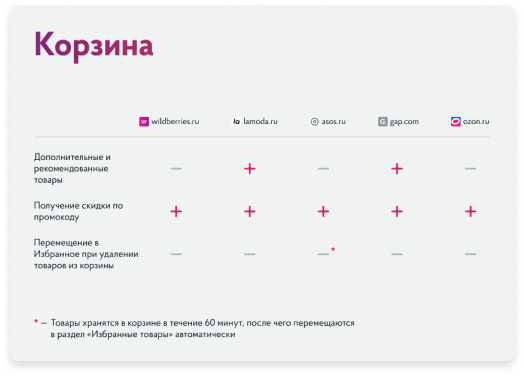 Корзина
wildberries.ru lamoda.ru asos.ru gap.com ozon.ru
Дополнительные и
рекомендованные
товары
— + — + —
Получение скидки по
промокоду
+ + + + +
Перемещение в
Избранное при удалении
товаров из корзины
— — —* — —
* — Товары хранятся в корзине в течение 60 минут, после чего перемещаются
в раздел «Избранные товары» автоматически